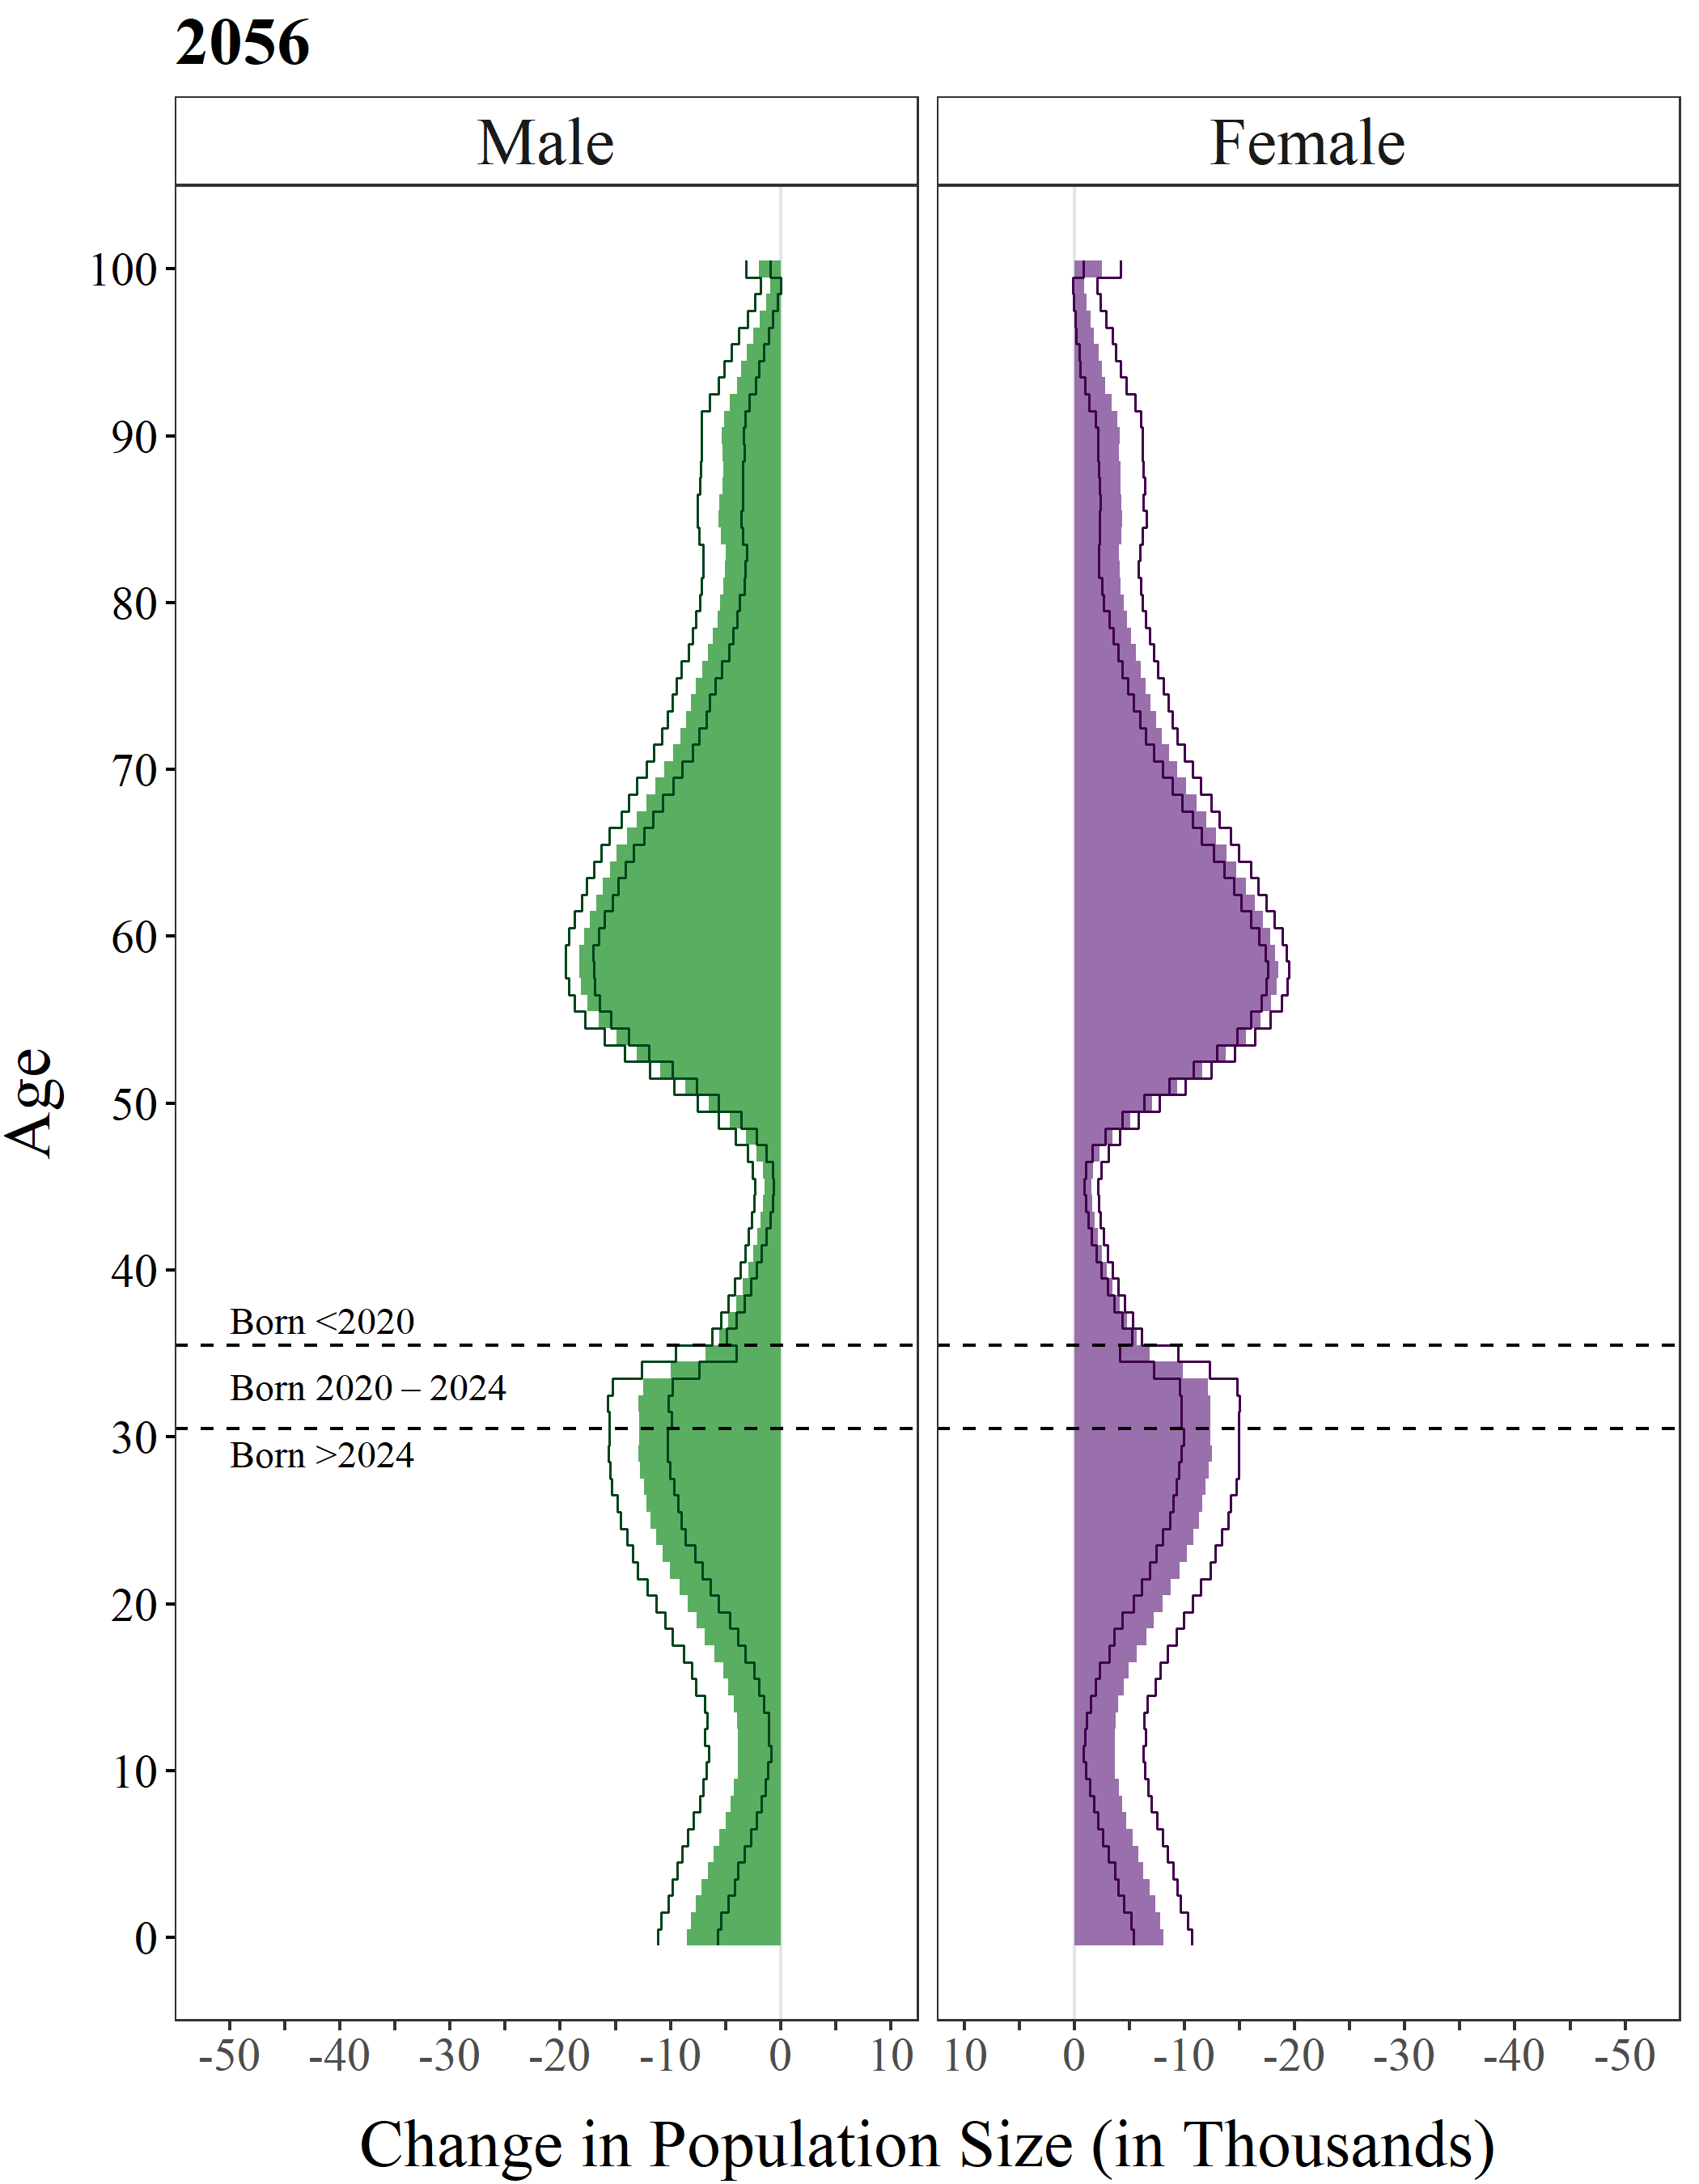 2056
Male Female
100
90
80
70
60
50
40
30
20
10
0
Age
Born <2020
Born 2020 – 2024
Born >2024
-50 -40 -30 -20 -10 0 10 10 0 -10 -20 -30 -40 -50
Change in Population Size (in Thousands)